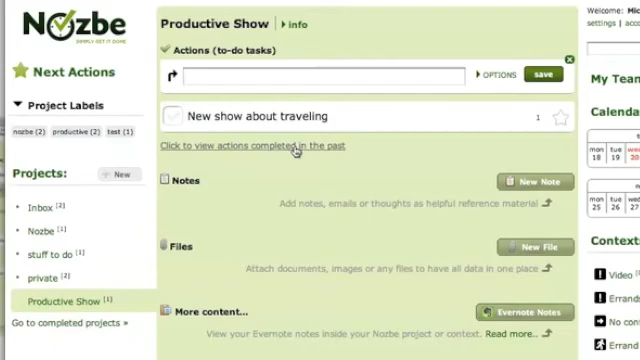 Nozbe
SIMPLY GET IT DONE
Next Actions
Project Labels
nozbe (2) productive (2) test (1)
Projects: New
Inbox [2]
Nozbe [1]
stuff to do [1]
private [2]
Productive Show [1]
Go to completed projects »
Productive Show info
Actions (to-do tasks)
OPTIONS save
New show about traveling 1
Click to view actions completed in the past
Notes New Note
Add notes, emails or thoughts as helpful reference material
Files New File
Attach documents, images or any files to have all data in one place
More content... Evernote Notes
View your Evernote notes inside your Nozbe project or context. Read more..
Welcome:
settings |
My Team
Calenda
mon tue
18 19 20
mon tue
25 26
Contexts
Video
Errands
No con
Errand